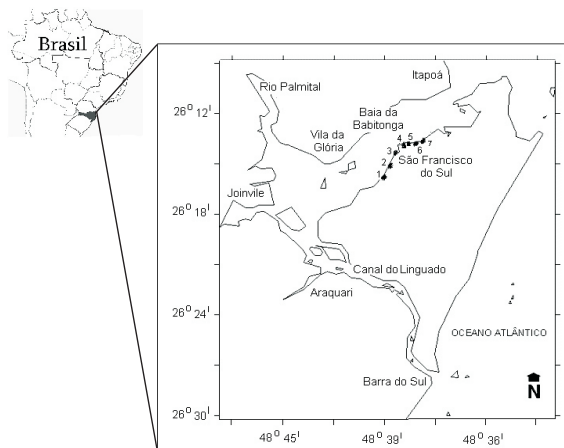 Brasil
Itapoá
Rio Palmital
26° 12'
Baia da
Babitonga
Vila da
Glória
4 5 6 7
3
2
1
São Francisco
do Sul
Joinvile
26° 18'
Canal do Linguado
Araquari
26° 24'
OCEANO ATLÂNTICO
Barra do Sul
N
26° 30'
48° 45' 48° 39' 48° 36'